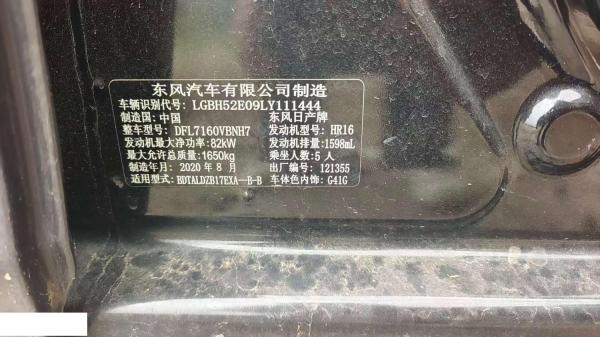 东风汽车有限公司制造
车辆识别代号: LGBH52E09LY111444
制造国: 中国 东风日产牌
整车型号: DFL7160VBNH7 发动机型号: HR16
发动机最大净功率: 82kW 发动机排量: 1598mL
最大允许总质量: 1650kg 乘坐人数: 5人
制造年月: 2020年8月 出厂编号: 121355
适用型式: BDTALDZB17EXA—B—B 车体色内饰: G41G